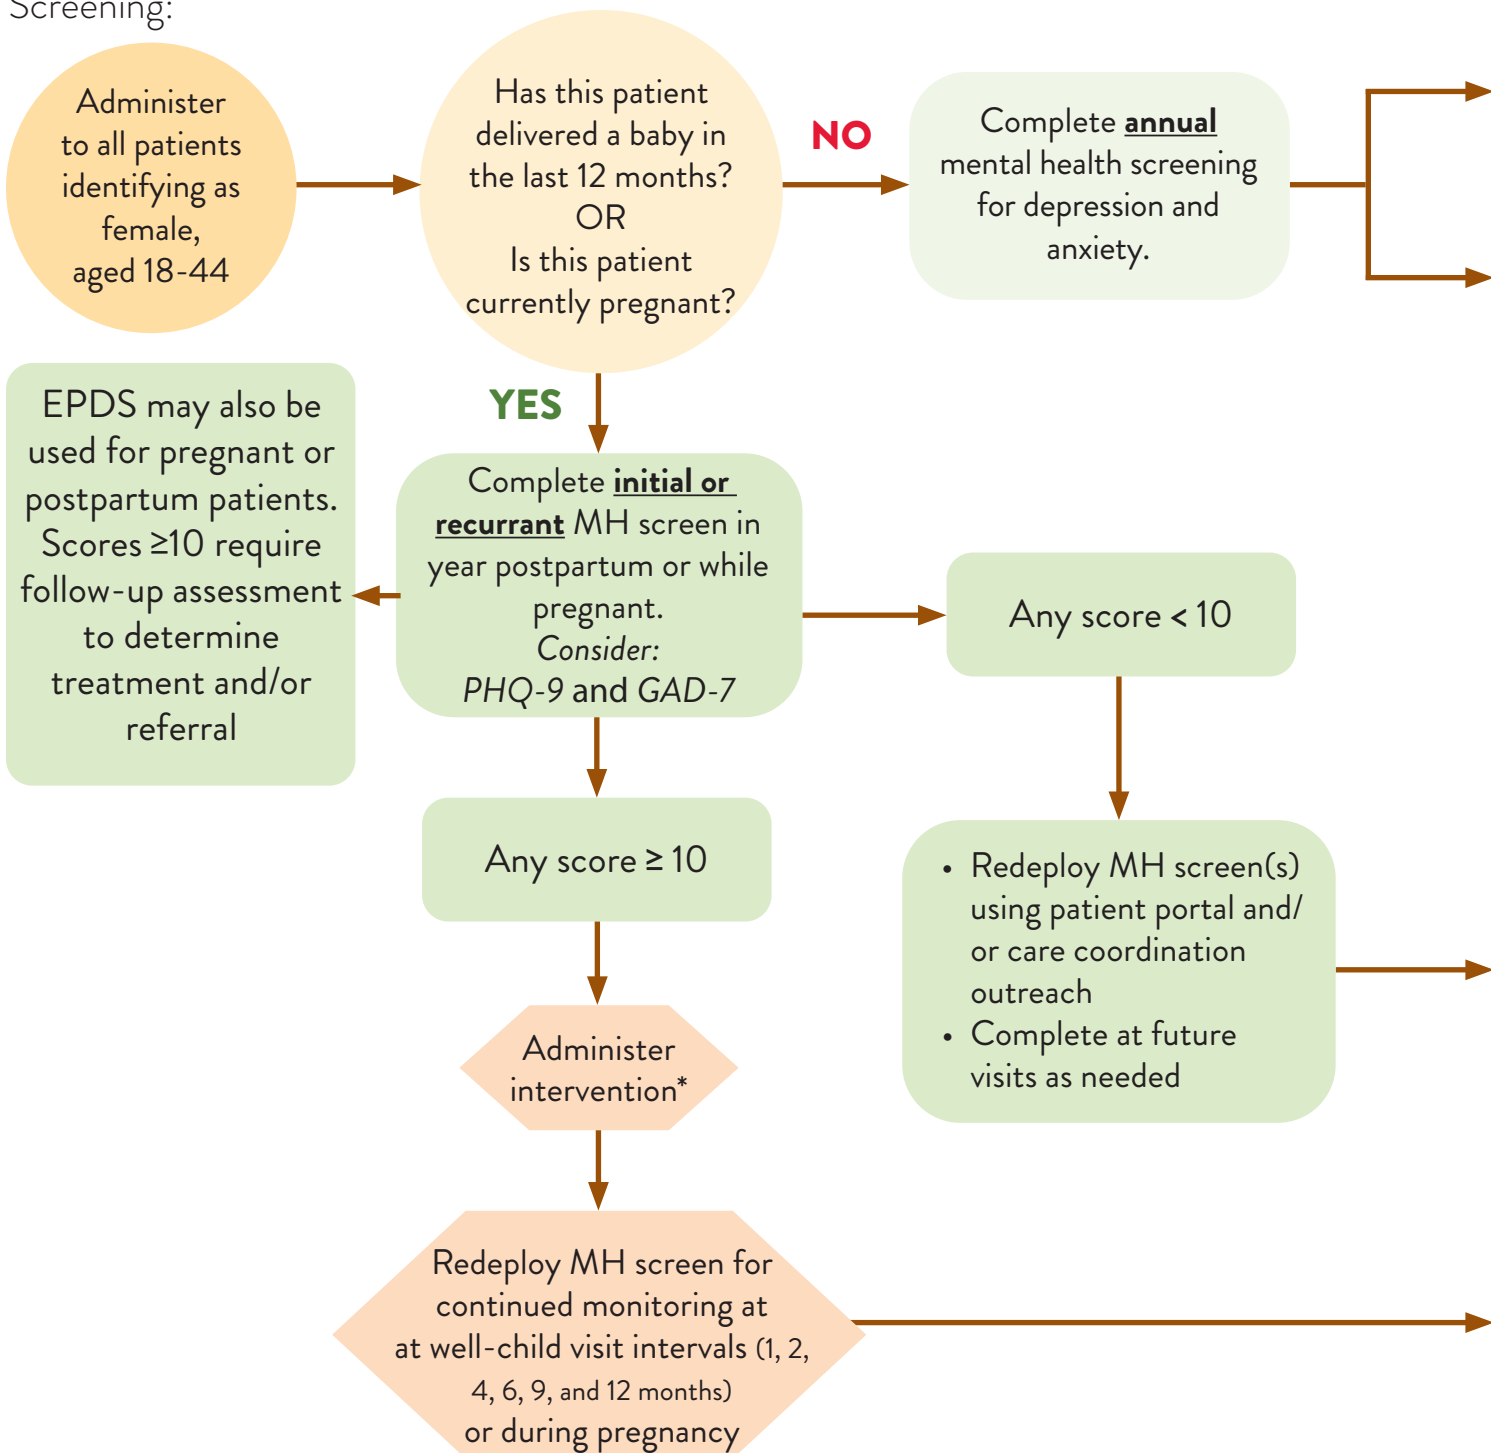 Screening:
Administer
to all patients
identifying as
female,
aged 18-44
Has this patient
delivered a baby in
the last 12 months?
OR
Is this patient
currently pregnant?
NO
Complete annual
mental health screening
for depression and
anxiety.
YES
EPDS may also be
used for pregnant or
postpartum patients.
Scores ≥10 require
follow-up assessment
to determine
treatment and/or
referral
Complete initial or
recurrant MH screen in
year postpartum or while
pregnant.
Consider:
PHQ-9 and GAD-7
Any score < 10
Any score ≥ 10
• Redeploy MH screen(s)
using patient portal and/
or care coordination
outreach
• Complete at future
visits as needed
Administer
intervention*
Redeploy MH screen for
continued monitoring at
at well-child visit intervals (1, 2,
4, 6, 9, and 12 months)
or during pregnancy